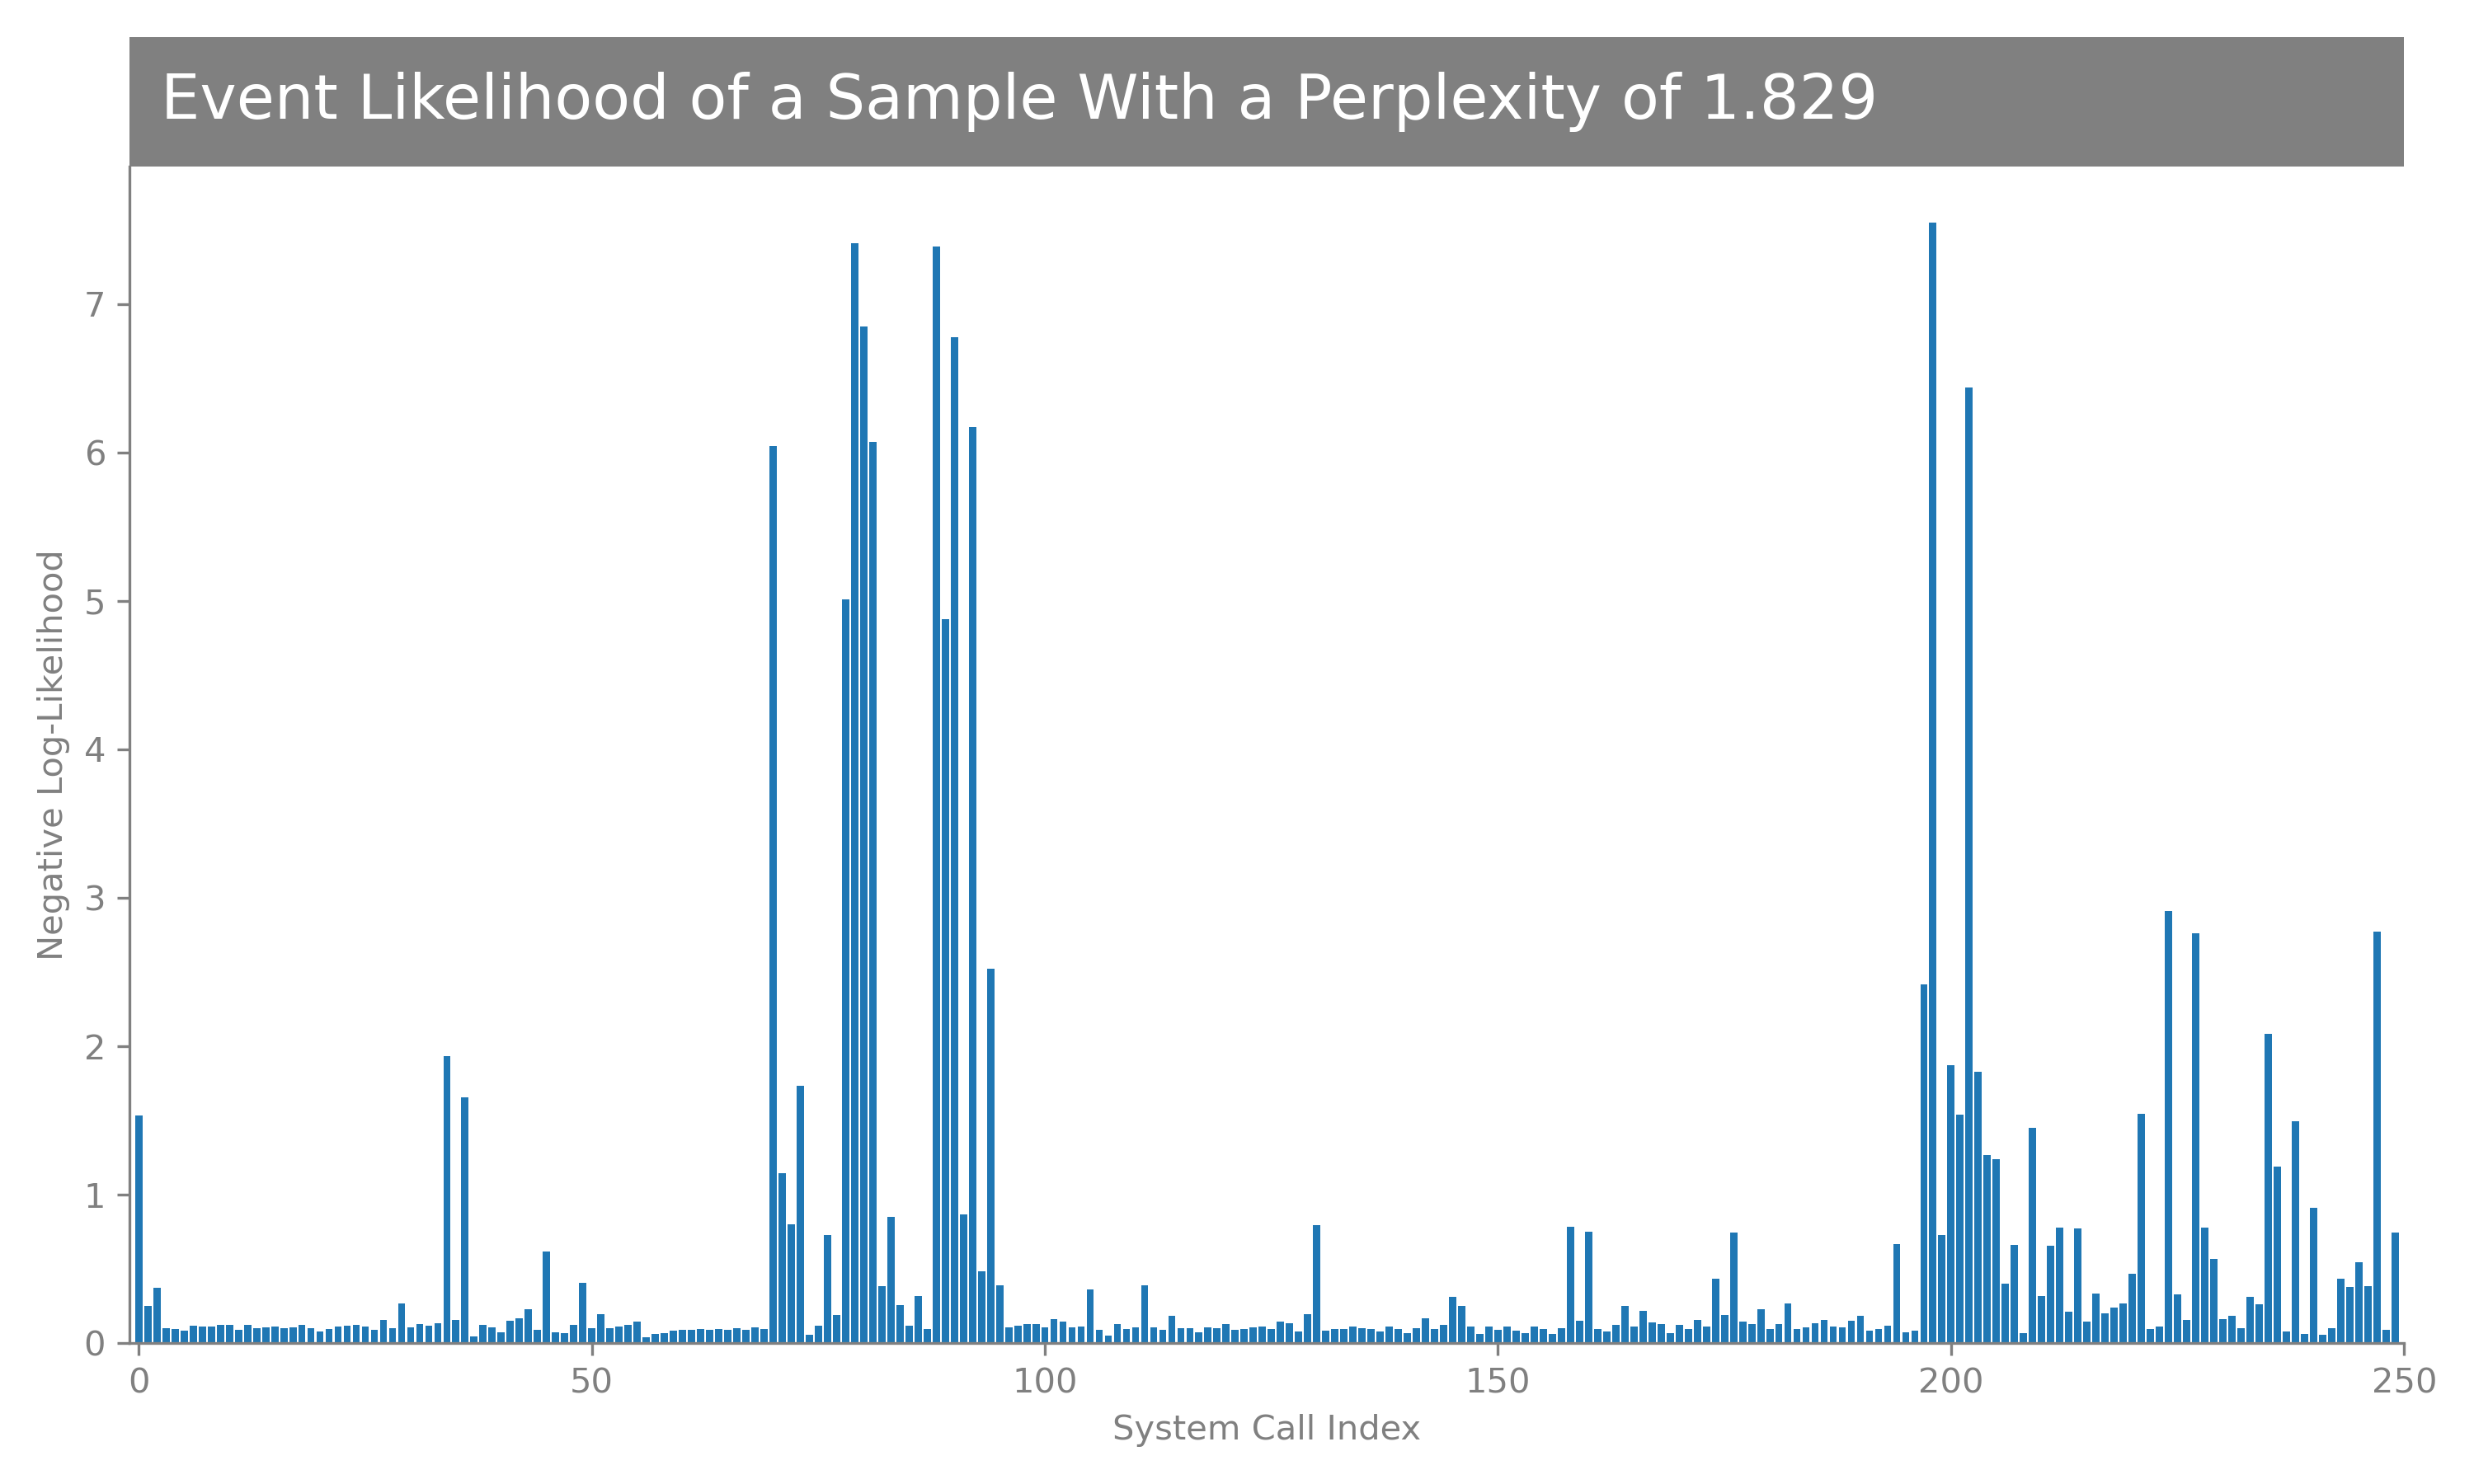 Event Likelihood of a Sample With a Perplexity of 1.829
7
6
5
4
3
2
1
0
Negative Log-Likelihood
0 50 100 150 200 250
System Call Index